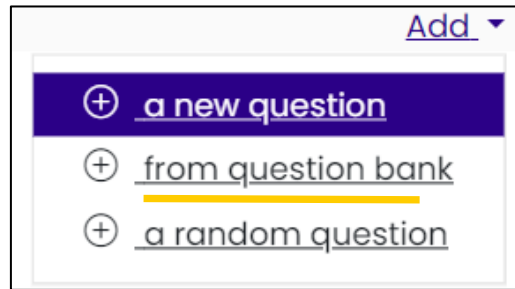 Add
a new question
from question bank
a random question